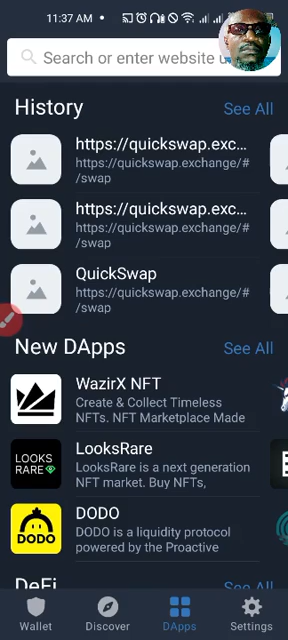 11:37 AM
Search or enter website u
History
See All
https://quickswap.exc...
https://quickswap.exchange/#
/swap
https://quickswap.exc...
https://quickswap.exchange/#
/swap
QuickSwap
https://quickswap.exchange/#
/swap
New DApps
See All
WazirX NFT
Create & Collect Timeless
NFTs. NFT Marketplace Made
LOOKS
RARE
LooksRare
LooksRare is a next generation
NFT market. Buy NFTs,
DODO
DODO
DODO is a liquidity protocol
powered by the Proactive
DeFi
See All
Wallet
Discover
DApps
Settings